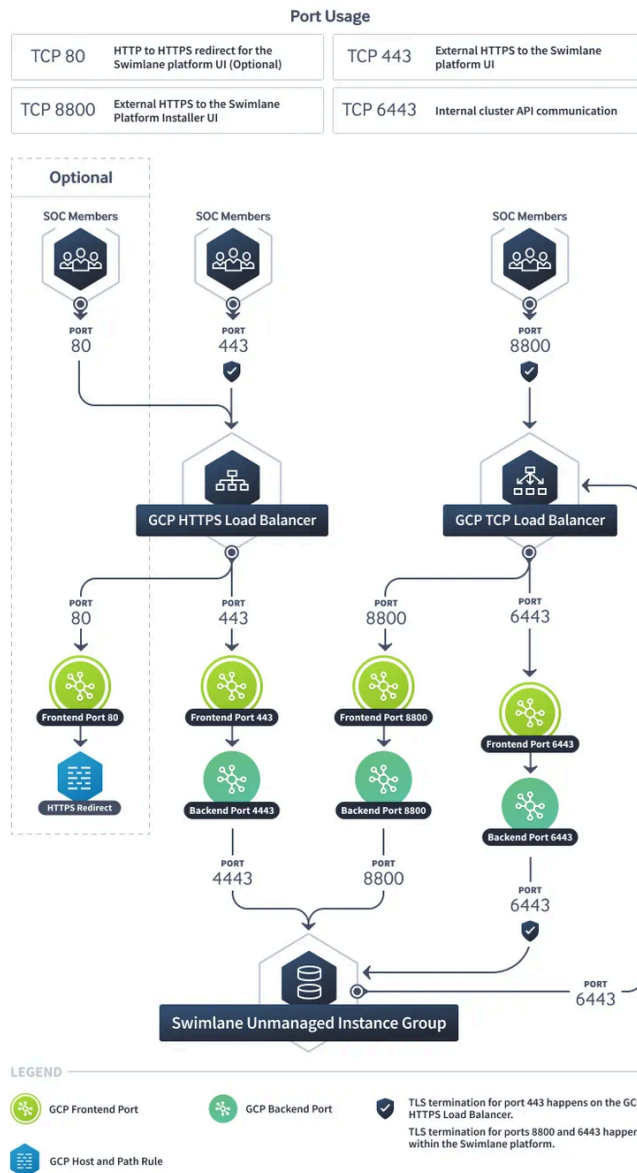 Port Usage
TCP 80
HTTP to HTTPS redirect for the
Swimlane platform UI (Optional)
TCP 443
External HTTPS to the Swimlane
platform UI
TCP 8800
External HTTPS to the Swimlane
Platform Installer UI
TCP 6443
Internal cluster API communication
Optional
SOC Members
SOC Members
SOC Members
PORT
80
PORT
443
PORT
8800
GCP HTTPS Load Balancer
GCP TCP Load Balancer
PORT
80
PORT
443
PORT
8800
PORT
6443
Frontend Port 80
Frontend Port 443
Frontend Port 8800
Frontend Port 6443
HTTPS Redirect
Backend Port 4443
Backend Port 8800
Backend Port 6443
PORT
4443
PORT
8800
PORT
6443
PORT
6443
Swimlane Unmanaged Instance Group
LEGEND
GCP Frontend Port
GCP Backend Port
TLS termination for port 443 happens on the GC
HTTPS Load Balancer.
TLS termination for ports 8800 and 6443 happen
within the Swimlane platform.
GCP Host and Path Rule